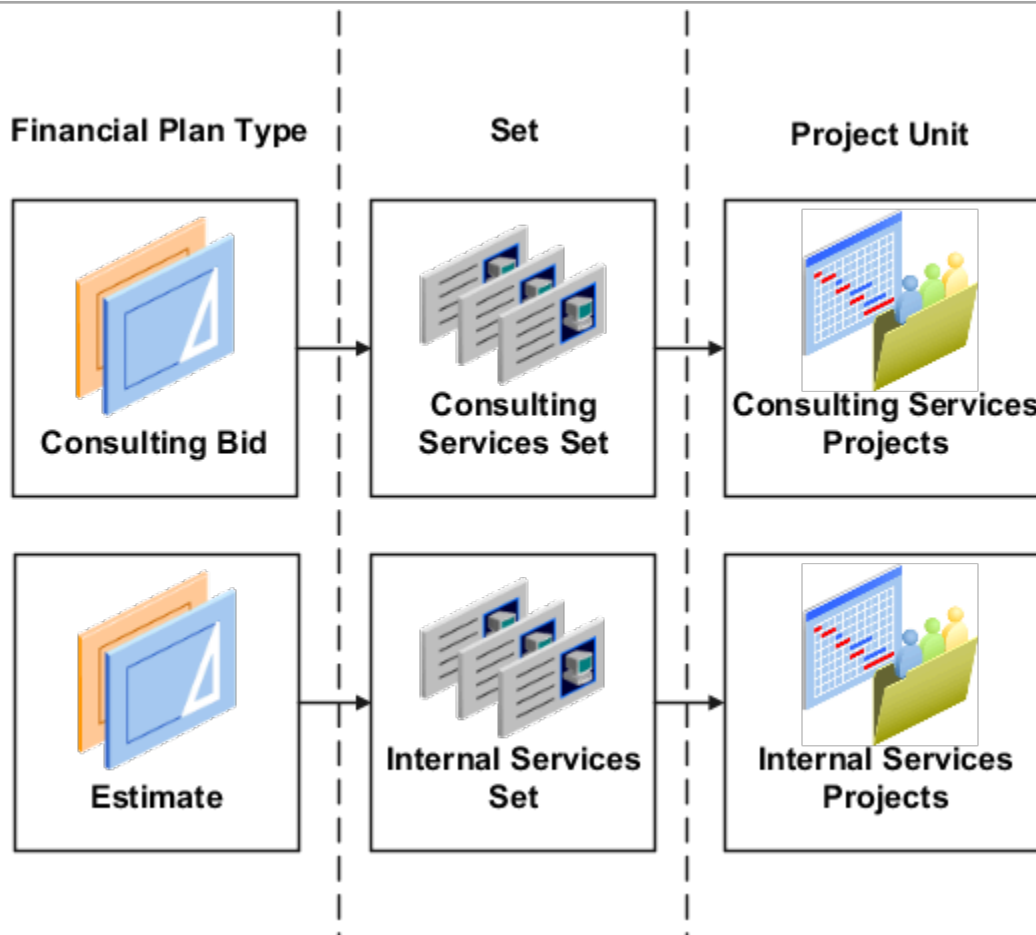 Financial Plan Type
Set
Project Unit
Consulting Bid
Consulting
Services Set
Consulting Services
Projects
Estimate
Internal Services
Set
Internal Services
Projects